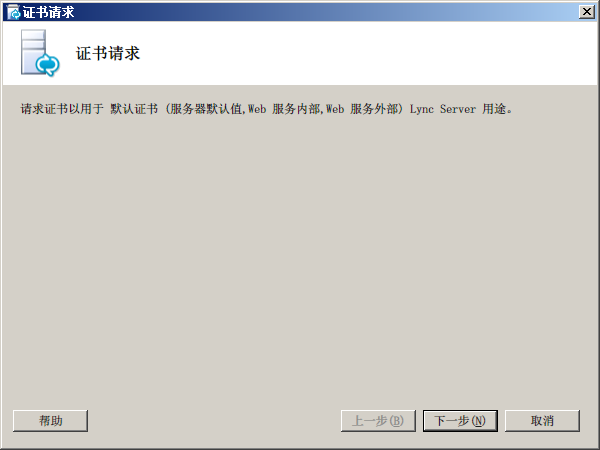 证书请求
证书请求
请求证书以用于 默认证书 (服务器默认值,Web 服务内部,Web 服务外部) Lync Server 用途。
帮助 上一步(B) 下一步(N) 取消